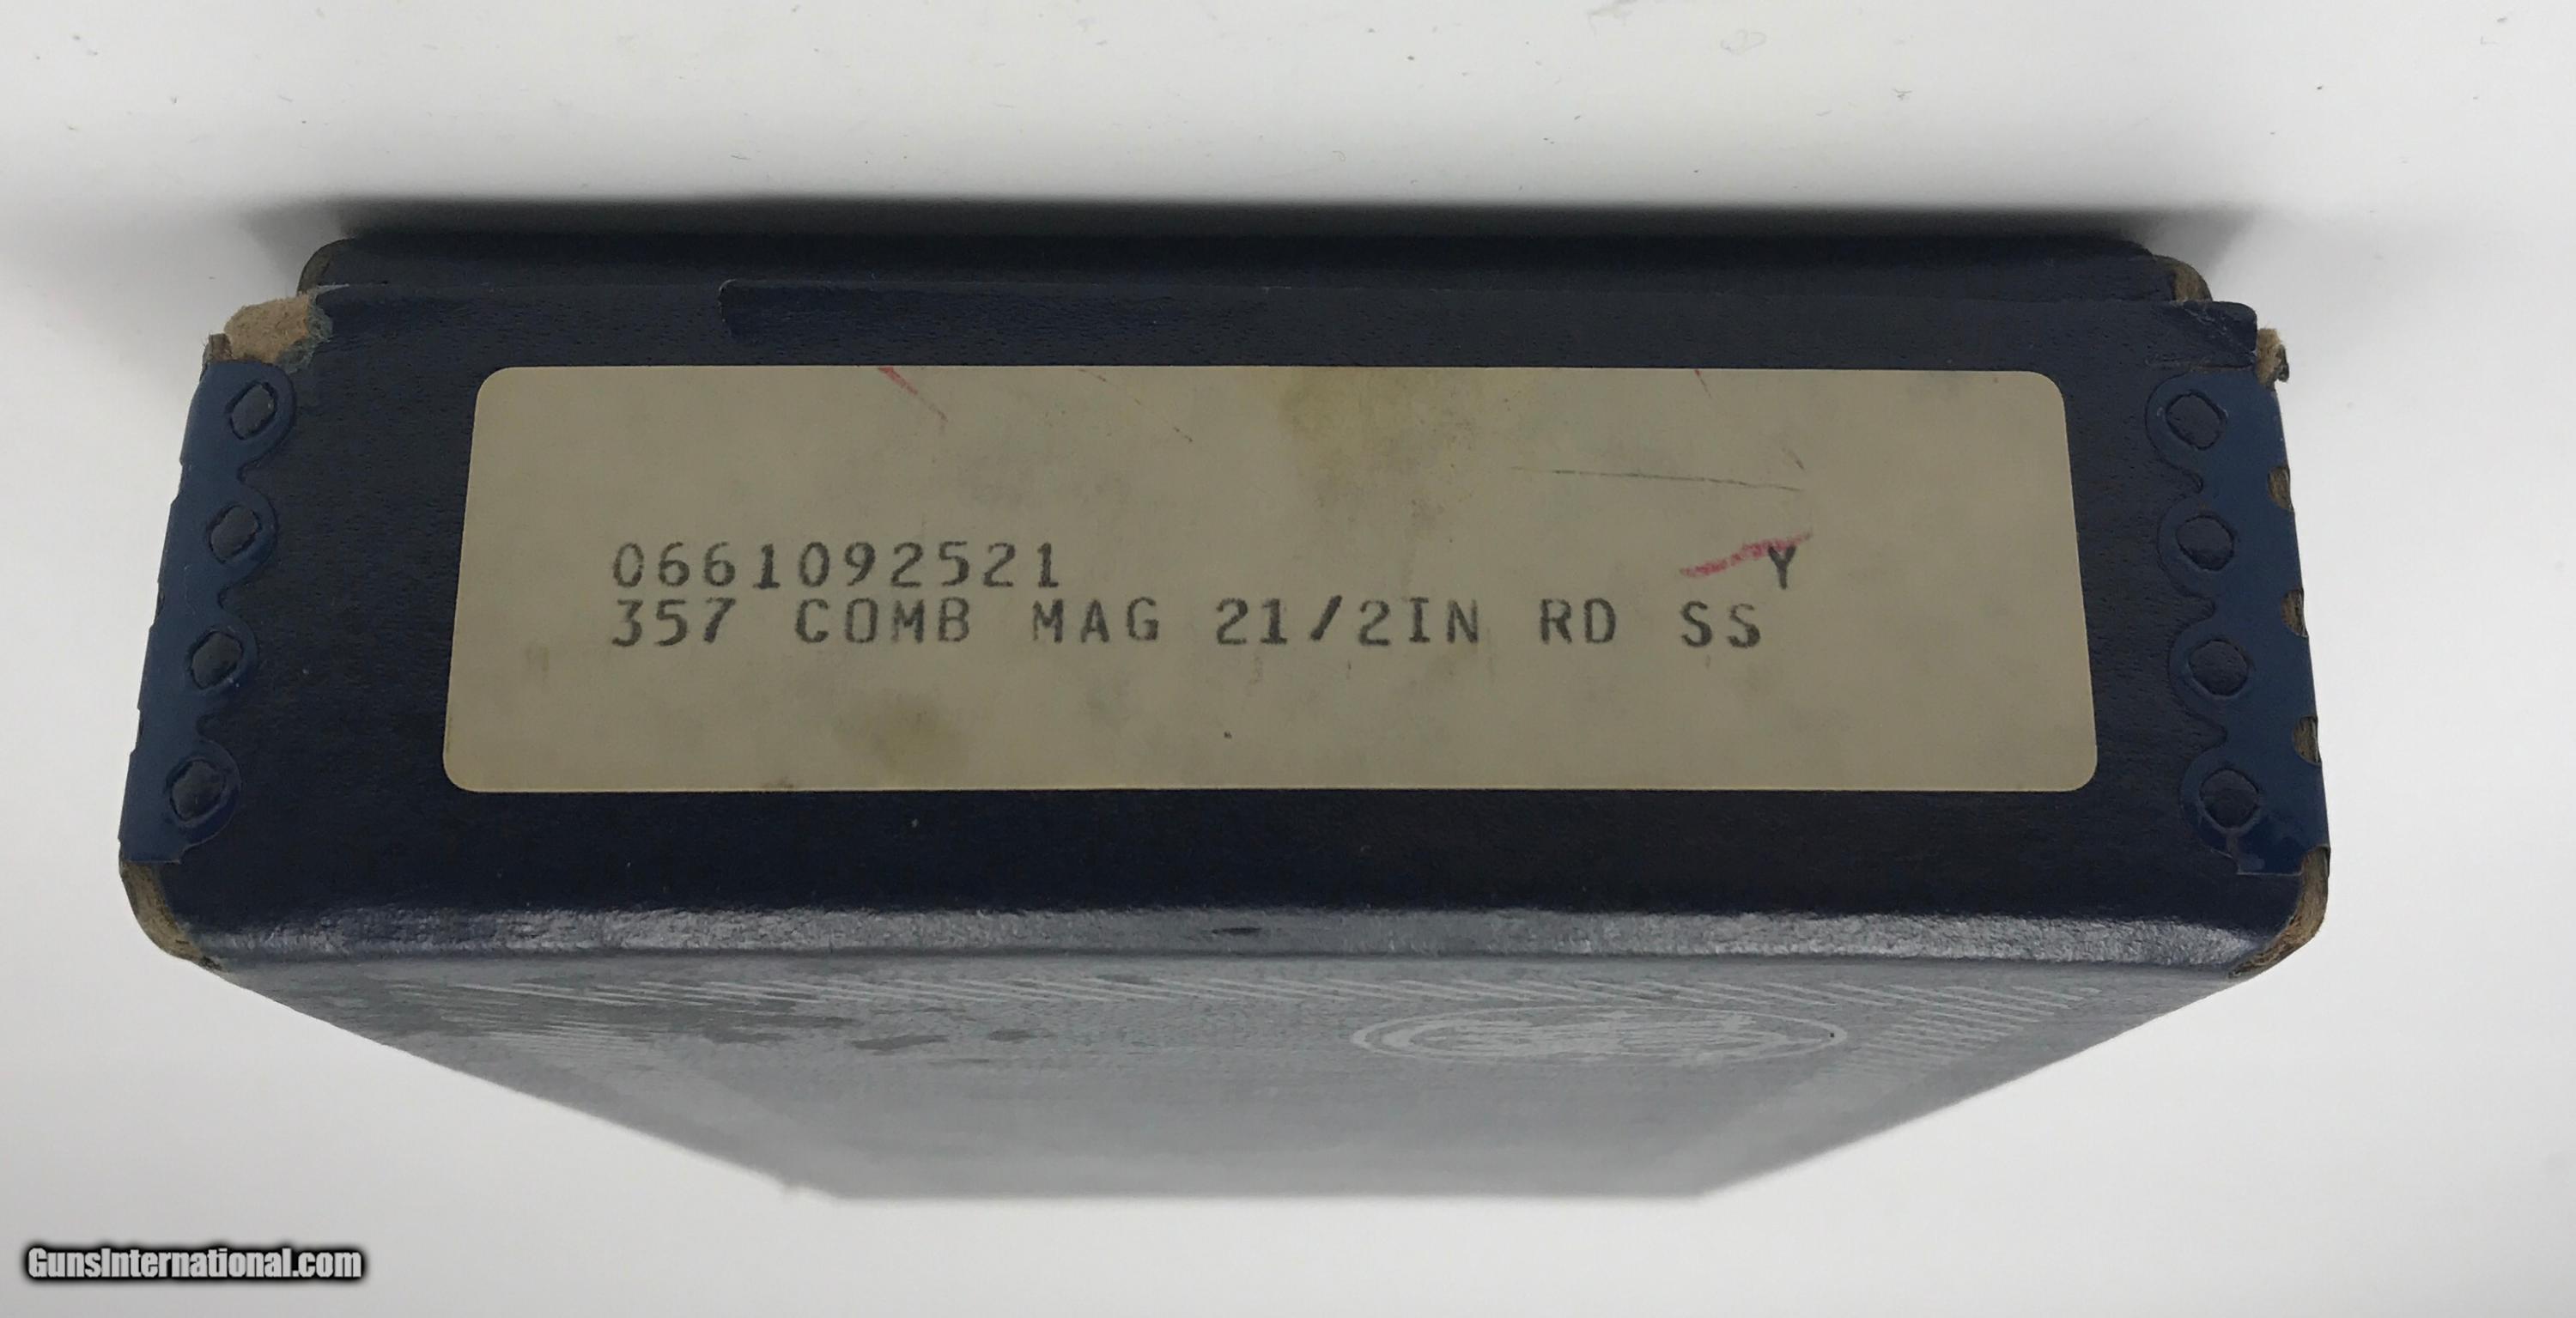 0661092521 Y
357 COMB MAG 21/2IN RD SS
GunsInternational.com